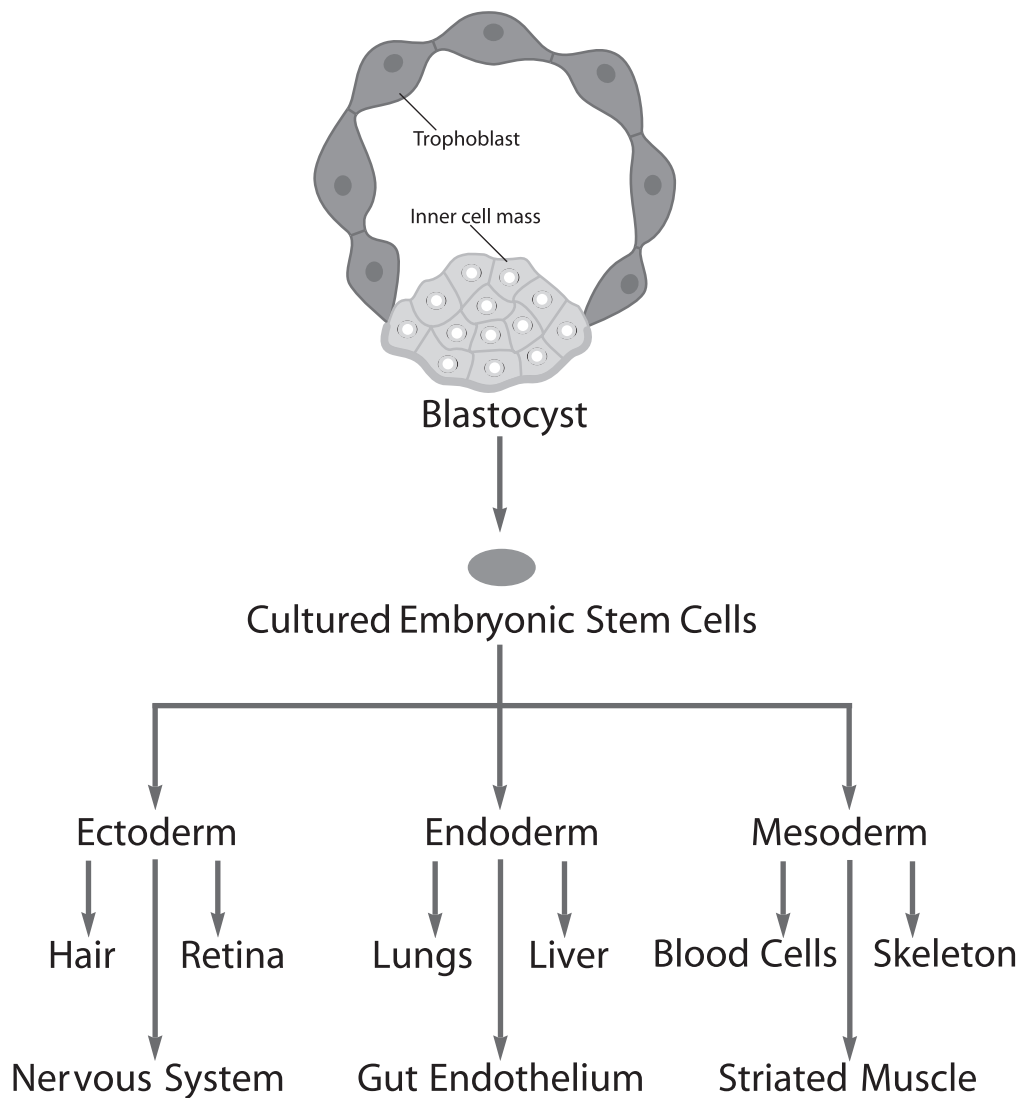 Trophoblast
Inner cell mass
Blastocyst
Cultured Embryonic Stem Cells
Ectoderm
Endoderm
Mesoderm
Hair
Retina
Lungs
Liver
Blood Cells
Skeleton
Nervous System
Gut Endothelium
Striated Muscle